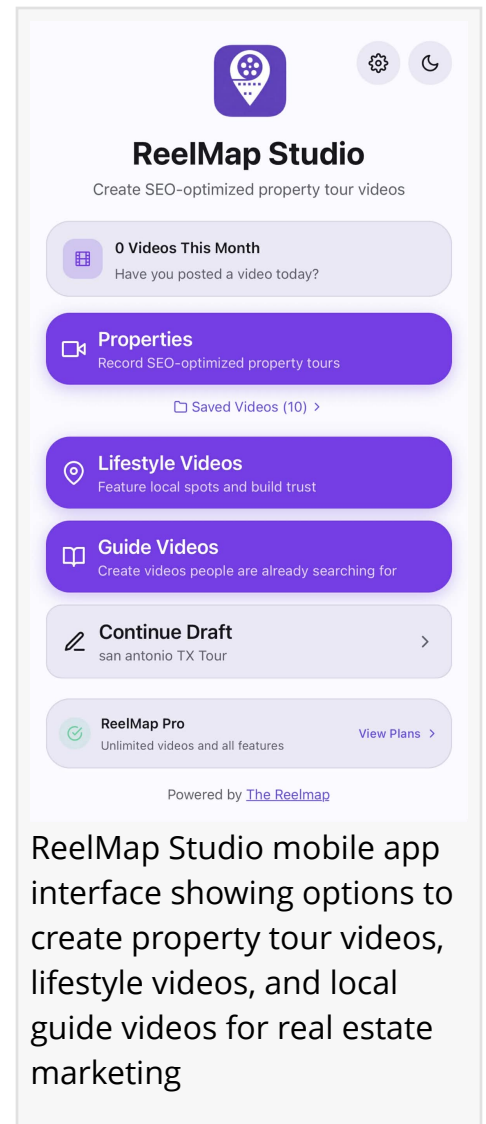 ReelMap Studio
Create SEO-optimized property tour videos
0 Videos This Month
Have you posted a video today?
Properties
Record SEO-optimized property tours
Saved Videos (10)
Lifestyle Videos
Feature local spots and build trust
Guide Videos
Create videos people are already searching for
Continue Draft
san antonio TX Tour
ReelMap Pro
Unlimited videos and all features
View Plans
Powered by The Reelmap
ReelMap Studio mobile app
interface showing options to
create property tour videos,
lifestyle videos, and local
guide videos for real estate
marketing